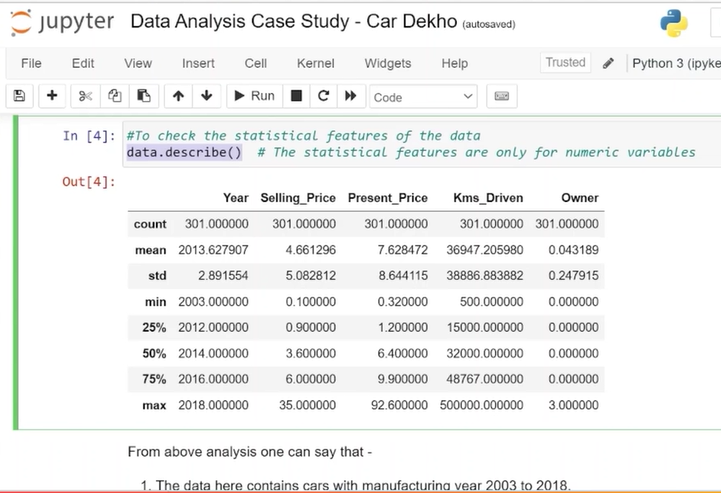 jupyter Data Analysis Case Study - Car Dekho (autosaved)
File Edit View Insert Cell Kernel Widgets Help Trusted Python 3 (ipyke
Run Code
In [4]: #To check the statistical features of the data
data.describe() # The statistical features are only for numeric variables
Out[4]:
Year Selling_Price Present_Price Kms_Driven Owner
count 301.000000 301.000000 301.000000 301.000000 301.000000
mean 2013.627907 4.661296 7.628472 36947.205980 0.043189
std 2.891554 5.082812 8.644115 38886.883882 0.247915
min 2003.000000 0.100000 0.320000 500.000000 0.000000
25% 2012.000000 0.900000 1.200000 15000.000000 0.000000
50% 2014.000000 3.600000 6.400000 32000.000000 0.000000
75% 2016.000000 6.000000 9.900000 48767.000000 0.000000
max 2018.000000 35.000000 92.600000 500000.000000 3.000000
From above analysis one can say that -
1. The data here contains cars with manufacturing year 2003 to 2018.